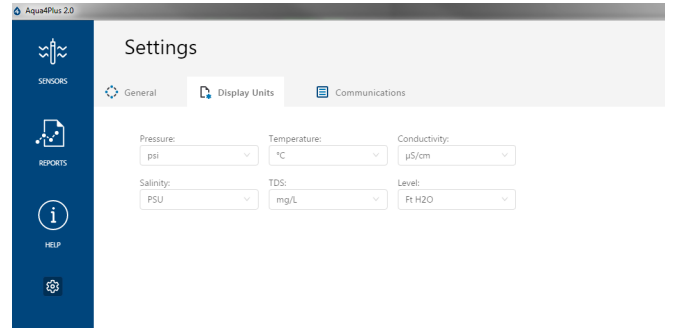 Aqua4Plus 2.0
Settings
SENSORS
General
Display Units
Communications
Pressure:
Temperature:
Conductivity:
psi
°C
µS/cm
REPORTS
Salinity:
TDS:
Level:
PSU
mg/L
Ft H2O
i
HELP